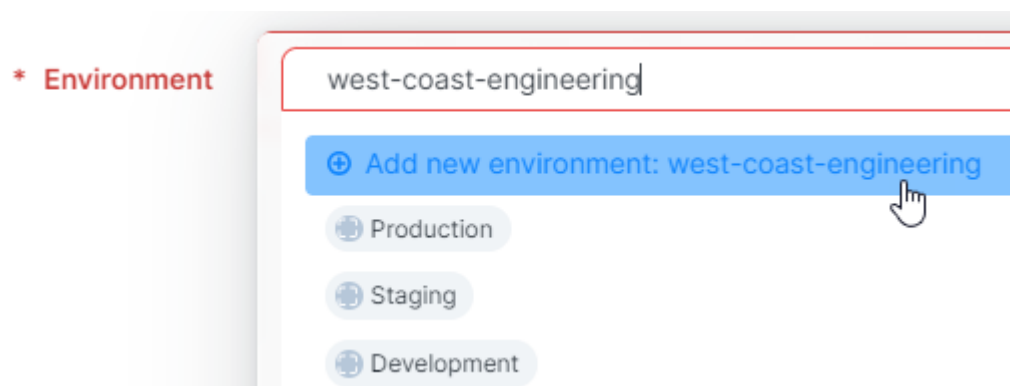 * Environment
west-coast-engineering
Add new environment: west-coast-engineering
Production
Staging
Development